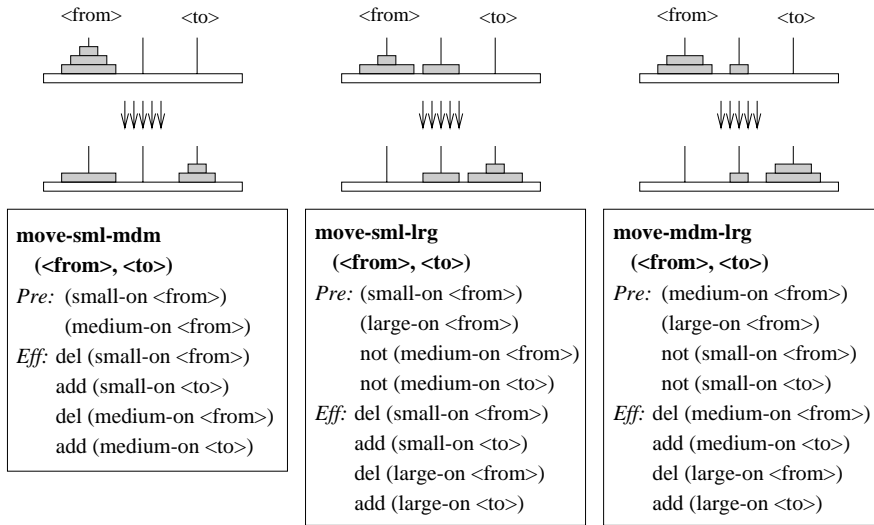 <from> <to>
<from> <to>
<from> <to>
move-sml-mdm
(<from>, <to>)
Pre: (small-on <from>)
(medium-on <from>)
Eff: del (small-on <from>)
add (small-on <to>)
del (medium-on <from>)
add (medium-on <to>)
move-sml-lrg
(<from>, <to>)
Pre: (small-on <from>)
(large-on <from>)
not (medium-on <from>)
not (medium-on <to>)
Eff: del (small-on <from>)
add (small-on <to>)
del (large-on <from>)
add (large-on <to>)
move-mdm-lrg
(<from>, <to>)
Pre: (medium-on <from>)
(large-on <from>)
not (small-on <from>)
not (small-on <to>)
Eff: del (medium-on <from>)
add (medium-on <to>)
del (large-on <from>)
add (large-on <to>)